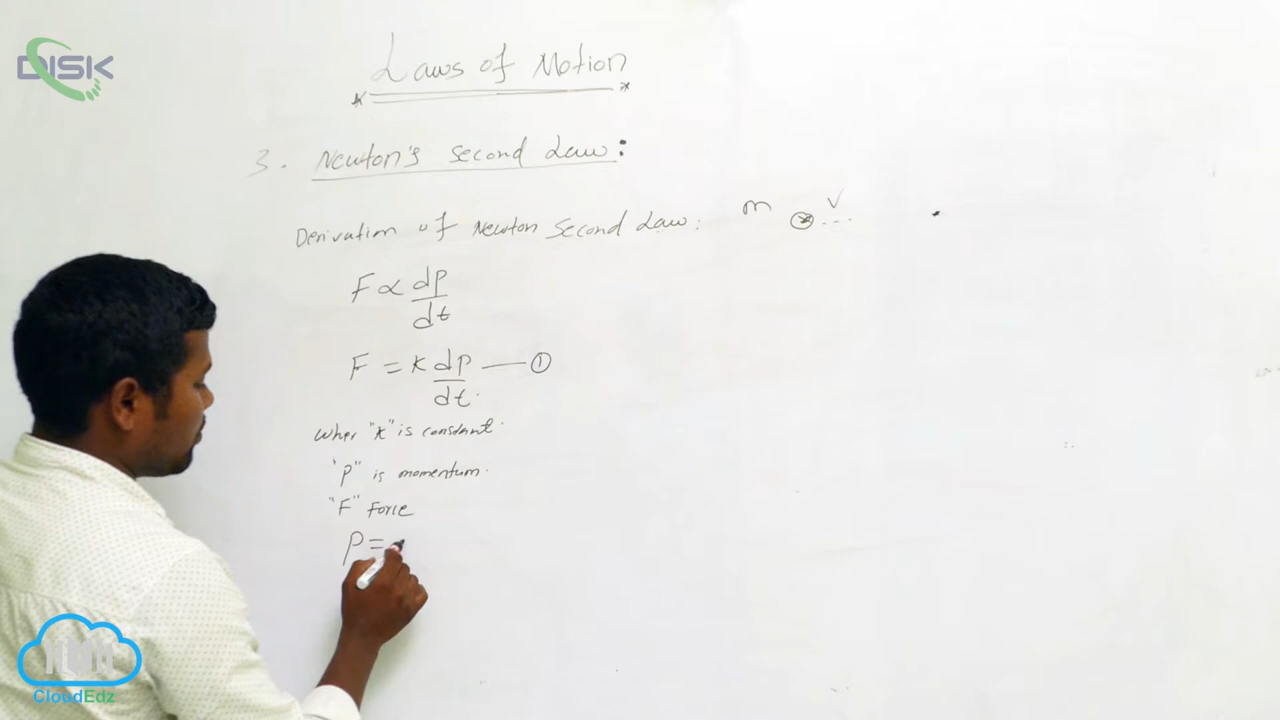 DISK
Laws of Motion
3. Newton's second Law:
Derivation of Newton Second Law: m v
F ∝ dp
dt
F = K dp —— ①
dt.
Wher "K" is constant.
"p" is momentum.
"F" Force
P =
CloudEdz